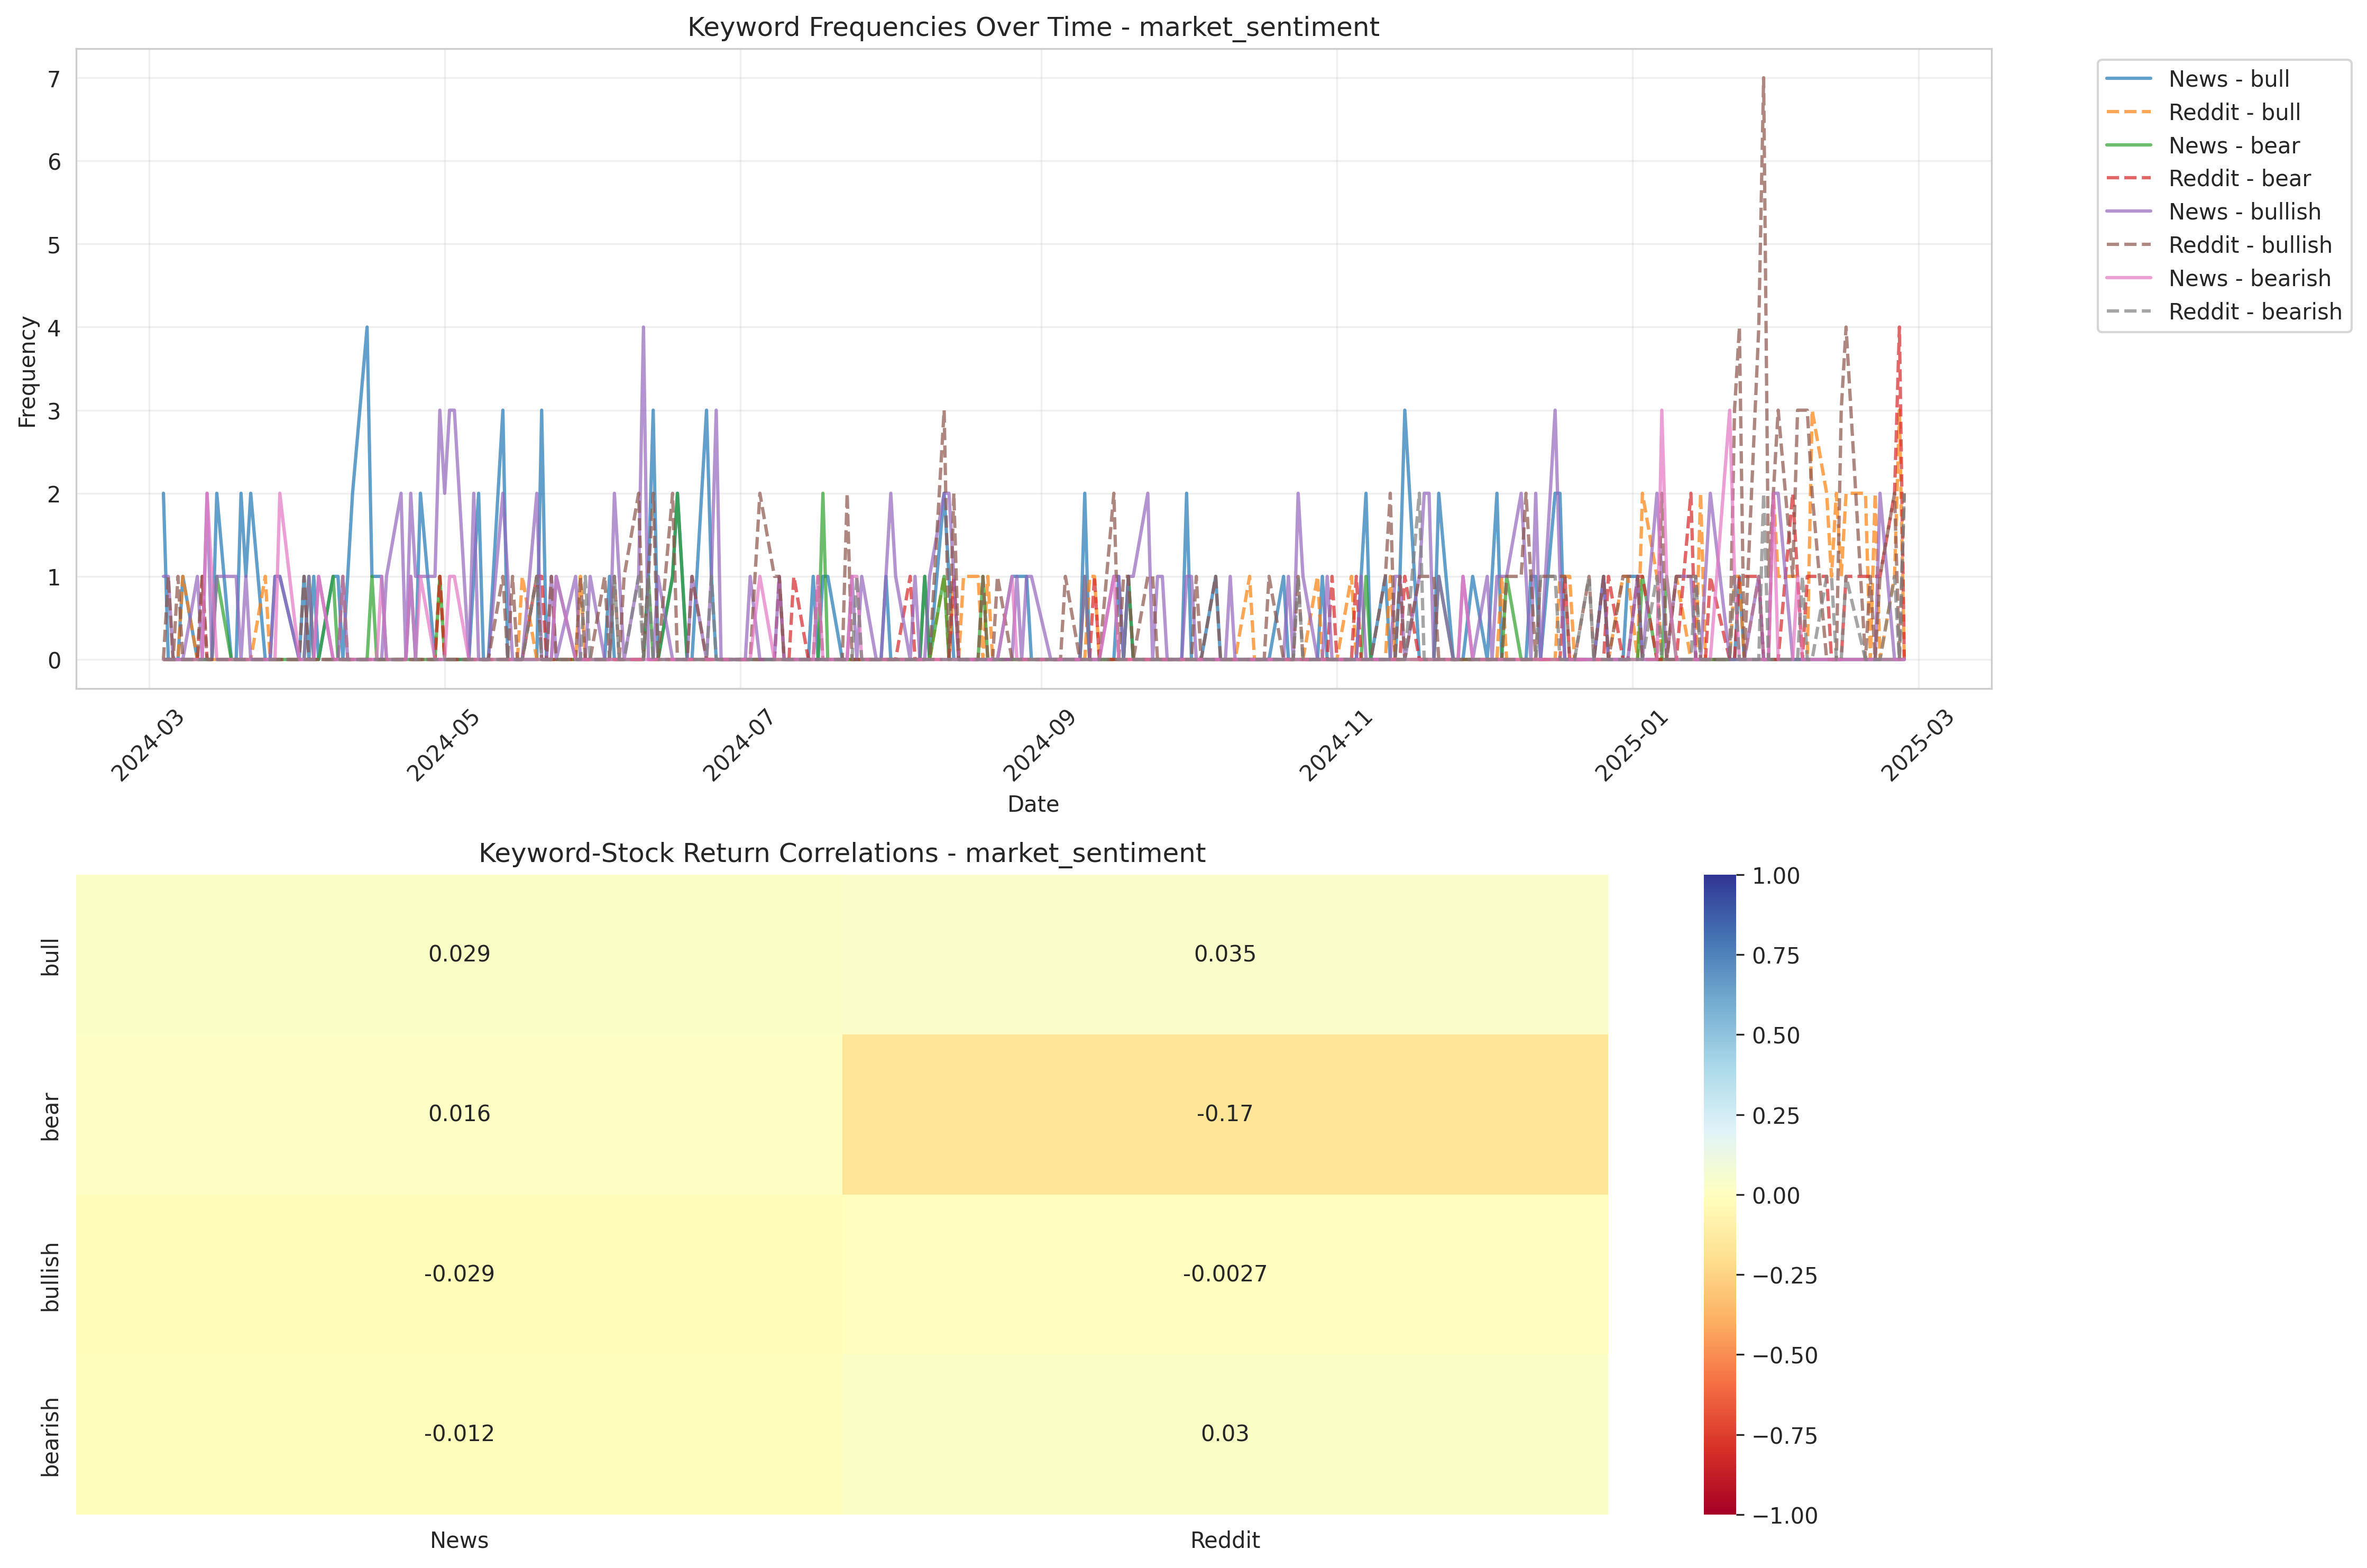 Keyword Frequencies Over Time - market_sentiment
7
6
5
4
3
2
1
0
Frequency
2024-03
2024-05
2024-07
2024-09
2024-11
2025-01
2025-03
Date
News - bull
Reddit - bull
News - bear
Reddit - bear
News - bullish
Reddit - bullish
News - bearish
Reddit - bearish
Keyword-Stock Return Correlations - market_sentiment
bull
0.029
0.035
bear
0.016
-0.17
bullish
-0.029
-0.0027
bearish
-0.012
0.03
News
Reddit
1.00
0.75
0.50
0.25
0.00
−0.25
−0.50
−0.75
−1.00